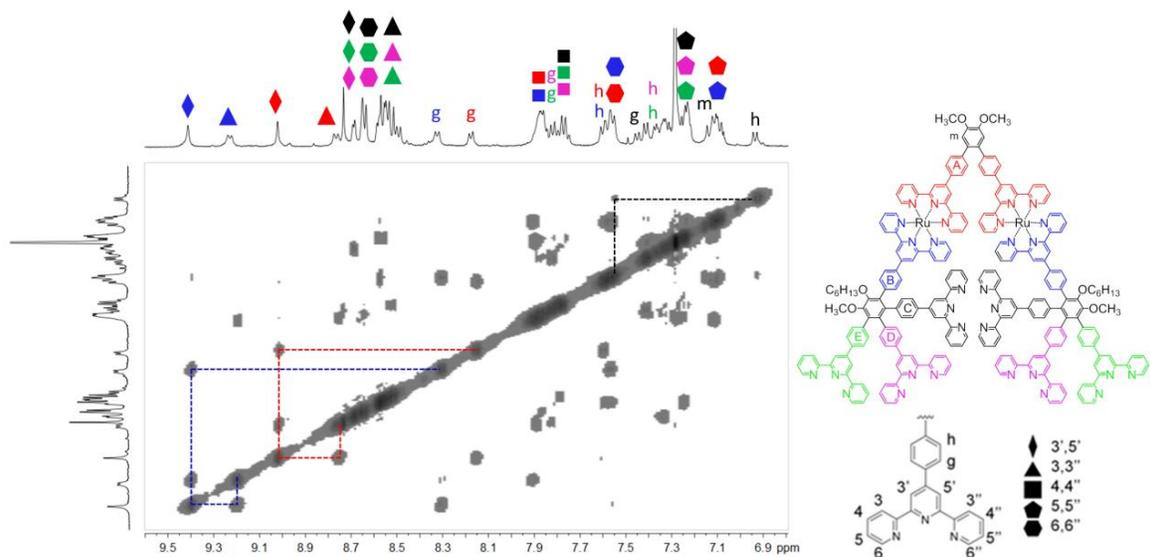 g
g
g
g
h
h
h
h
g
m
h
9.5 9.3 9.1 8.9 8.7 8.5 8.3 8.1 7.9 7.7 7.5 7.3 7.1 6.9 ppm
H3CO OCH3
m
A
N N N N N N
Ru Ru
N N N N N N
B
C6H13O OC6H13
H3CO C OCH3
N N N N N N
E D
N N N N N N N N N N N N
h
g
3' 5'
3 3''
4 4''
N N N
5 5''
6 6''
3',5'
3,3''
4,4''
5,5''
6,6''